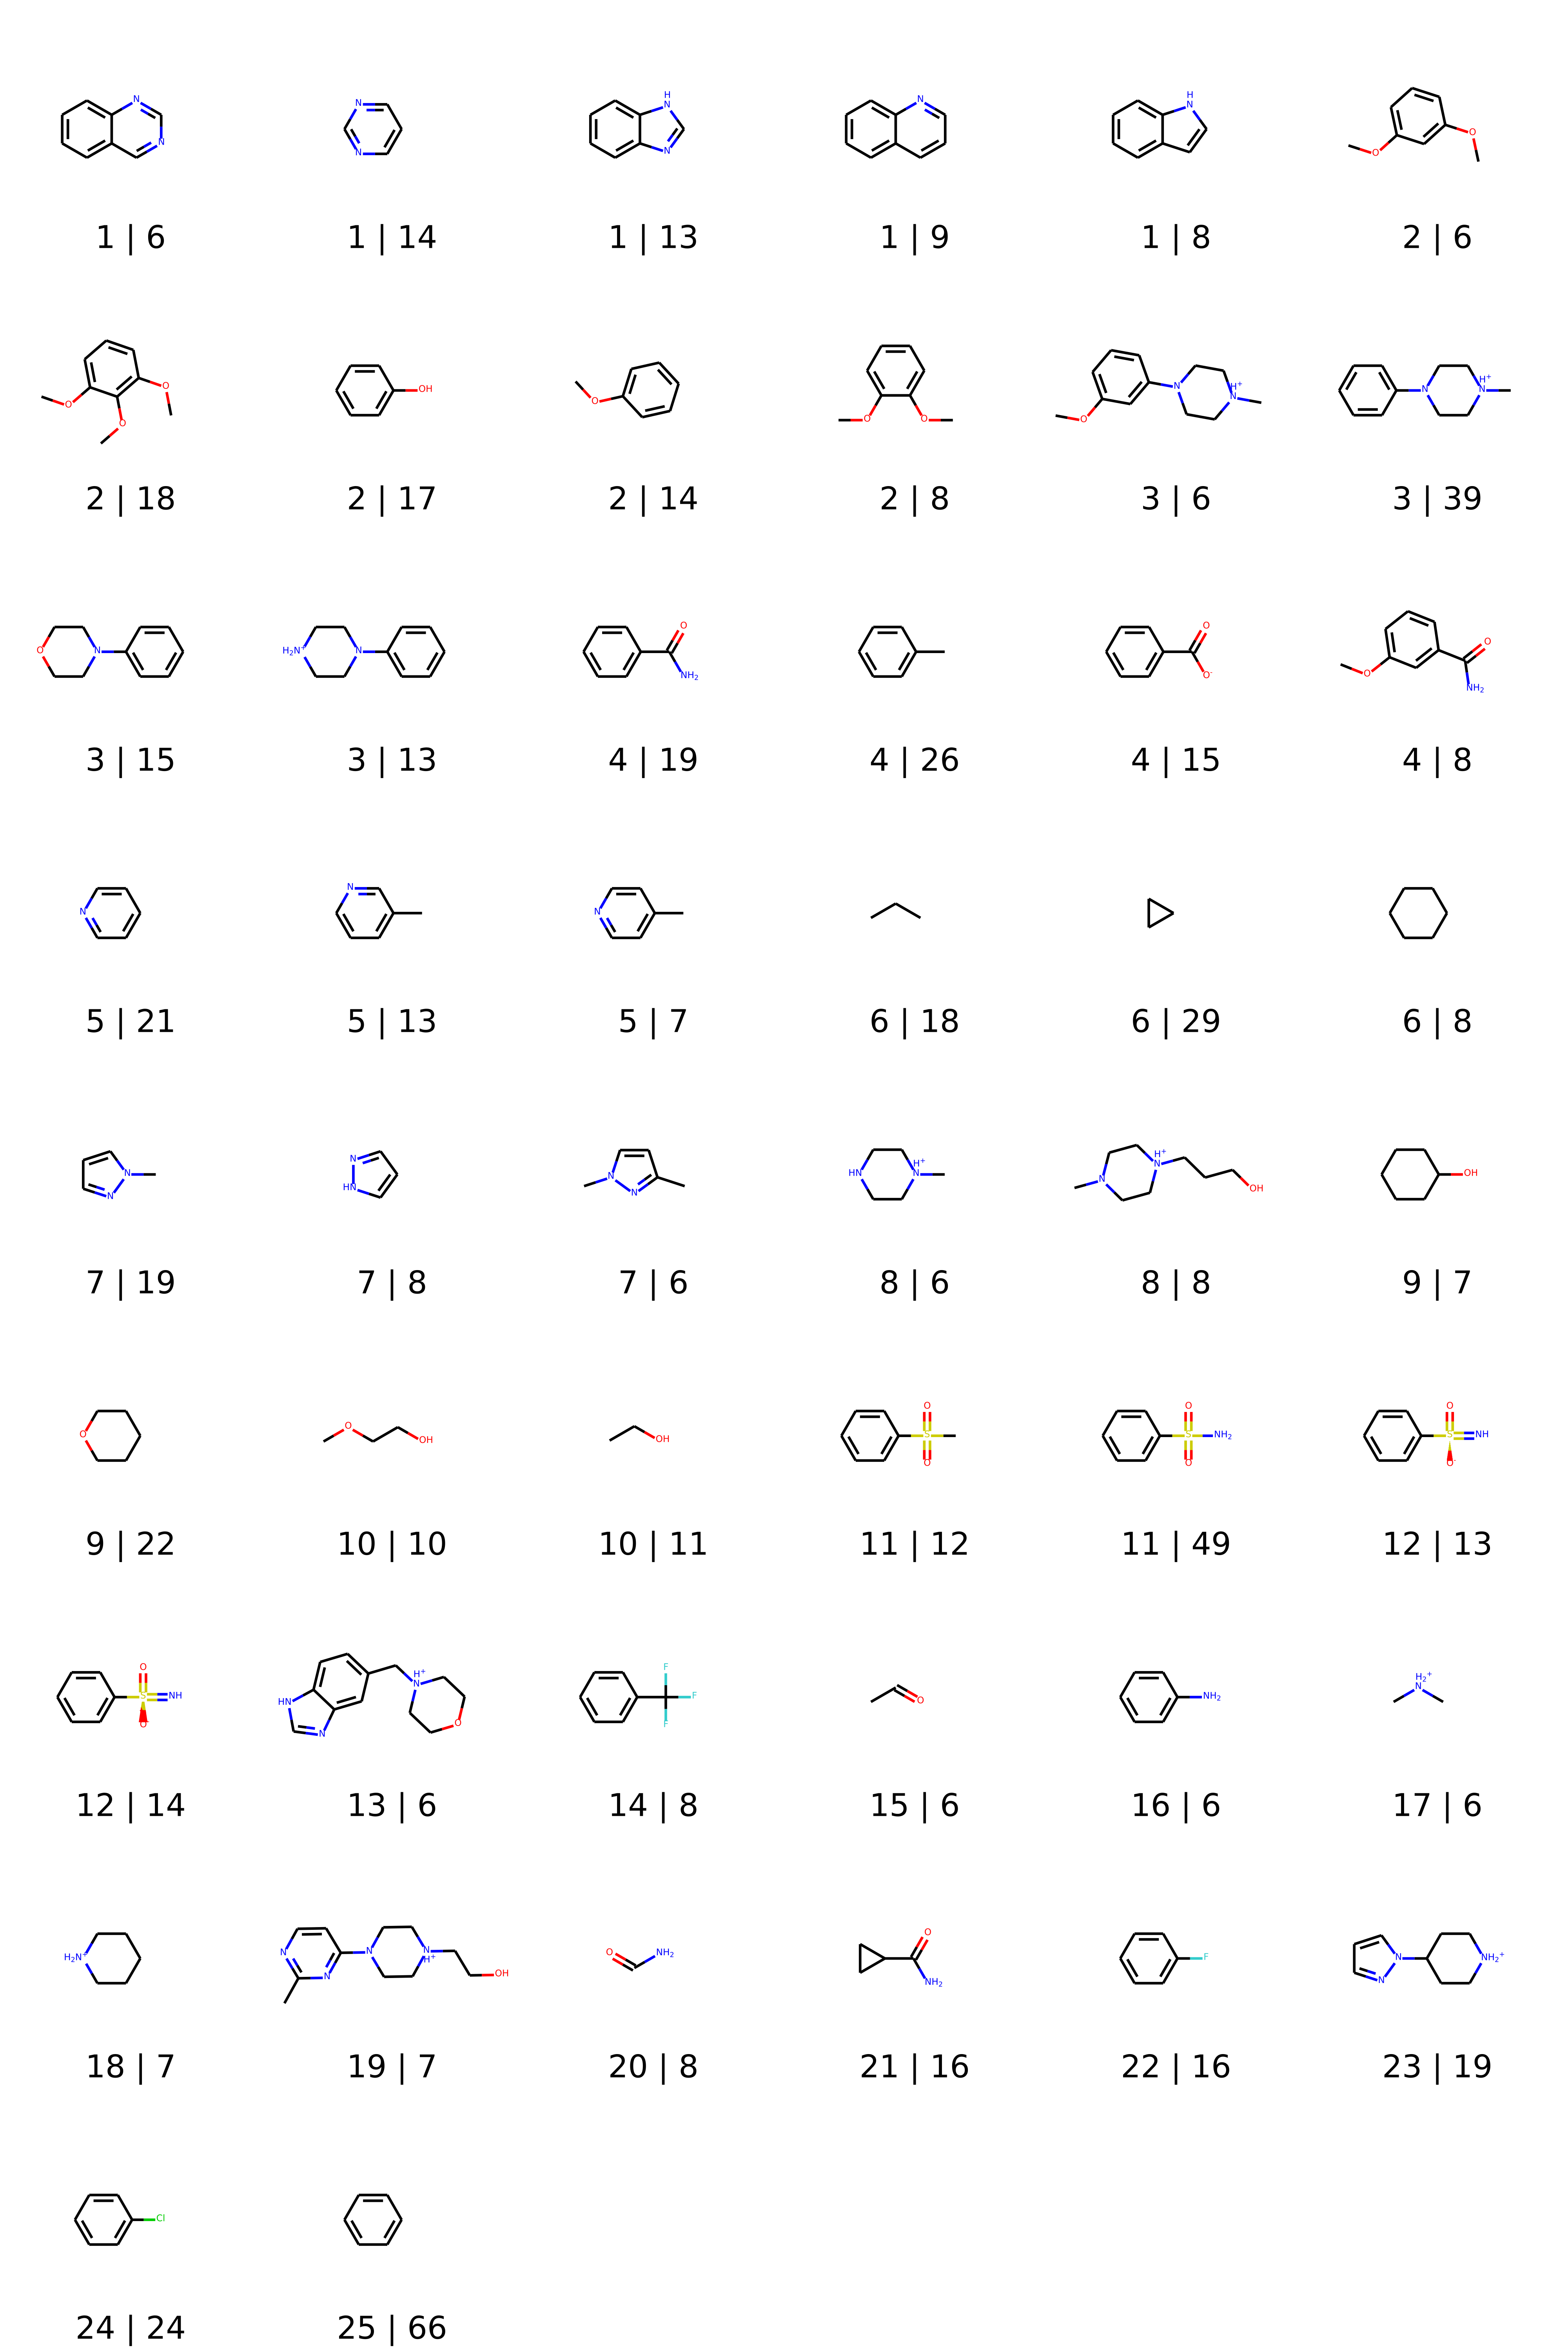 N N N H N N N H N O O
1 | 6 1 | 14 1 | 13 1 | 9 1 | 8 2 | 6
O O O OH O O O O N H+ N N H+ N
2 | 18 2 | 17 2 | 14 2 | 8 3 | 6 3 | 39
O N H2N+ N O NH2 O O- O O NH2
3 | 15 3 | 13 4 | 19 4 | 26 4 | 15 4 | 8
N N N
5 | 21 5 | 13 5 | 7 6 | 18 6 | 29 6 | 8
N N N HN N N HN H+ N N H+ N OH OH
7 | 19 7 | 8 7 | 6 8 | 6 8 | 8 9 | 7
O O OH OH O S O O S NH2 O O S NH O
9 | 22 10 | 10 10 | 11 11 | 12 11 | 49 12 | 13
O S NH O HN N H+ N O F F F O NH2 H2+ N
12 | 14 13 | 6 14 | 8 15 | 6 16 | 6 17 | 6
H2N+ N N N N H+ OH O NH2 O NH2 F N N NH2+
18 | 7 19 | 7 20 | 8 21 | 16 22 | 16 23 | 19
Cl
24 | 24 25 | 66